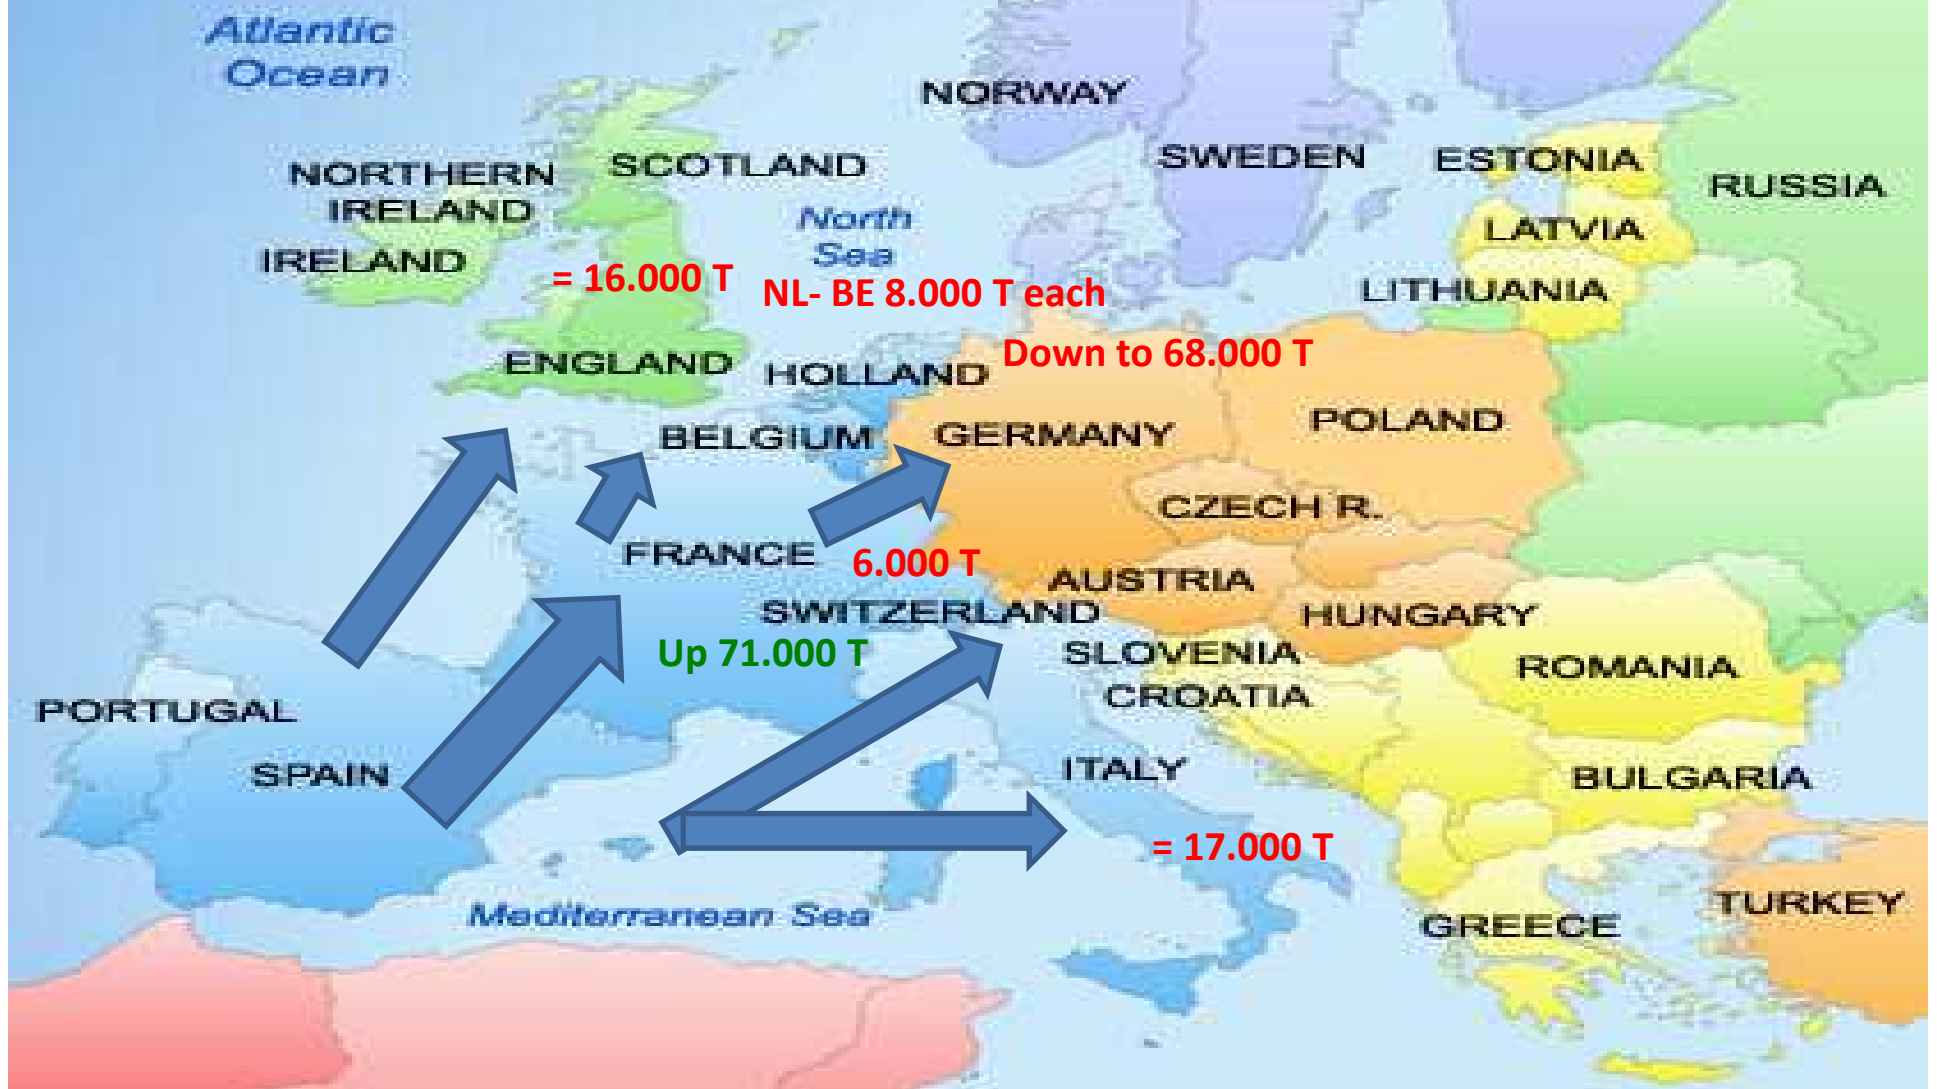 Atlantic
Ocean
NORWAY
SCOTLAND
SWEDEN
ESTONIA
NORTHERN
IRELAND
RUSSIA
North
Sea
LATVIA
IRELAND
= 16.000 T
NL- BE 8.000 T each
LITHUANIA
Down to 68.000 T
ENGLAND
HOLLAND
POLAND
BELGIUM
GERMANY
CZECH R.
FRANCE
6.000 T
AUSTRIA
SWITZERLAND
HUNGARY
Up 71.000 T
SLOVENIA
ROMANIA
CROATIA
PORTUGAL
SPAIN
ITALY
BULGARIA
= 17.000 T
Mediterranean Sea
GREECE
TURKEY